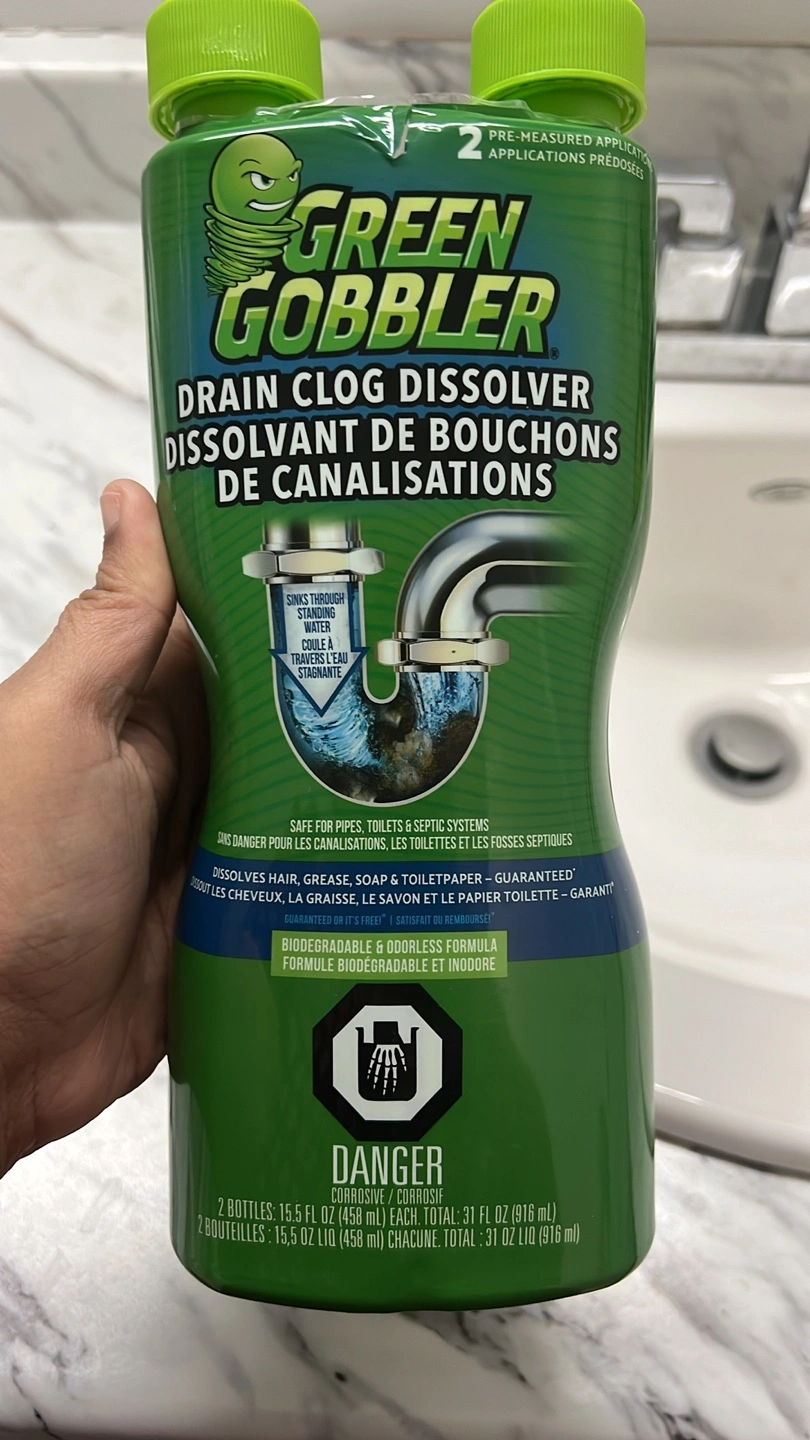 2 PRE-MEASURED
APPLICATIONS PRÉDOSÉES
GREEN
GOBBLER®
DRAIN CLOG DISSOLVER
DISSOLVANT DE BOUCHONS
DE CANALISATIONS
SINKS THROUGH
STANDING
WATER
COULE À
TRAVERS L'EAU
STAGNANTE
SAFE FOR PIPES, TOILETS & SEPTIC SYSTEMS
SANS DANGER POUR LES CANALISATIONS, LES TOILETTES ET LES FOSSES SEPTIQUES
DISSOLVES HAIR, GREASE, SOAP & TOILETPAPER – GUARANTEED*
LES CHEVEUX, LA GRAISSE, LE SAVON ET LE PAPIER TOILETTE – GARANTI*
GUARANTEED OR IT'S FREE!* | SATISFAIT OU REMBOURSÉ!*
BIODEGRADABLE & ODORLESS FORMULA
FORMULE BIODÉGRADABLE ET INODORE
DANGER
CORROSIVE / CORROSIF
2 BOTTLES: 15.5 FL OZ (458 mL) EACH. TOTAL: 31 FL OZ (916 mL)
2 BOUTEILLES : 15,5 OZ LIQ (458 ml) CHACUNE. TOTAL : 31 OZ LIQ (916 ml)